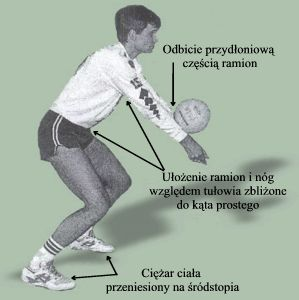 Odbicie przydłoniową
częścią ramion
Ułożenie ramion i nóg
względem tułowia zbliżone
do kąta prostego
Ciężar ciała
przeniesiony na śródstopia